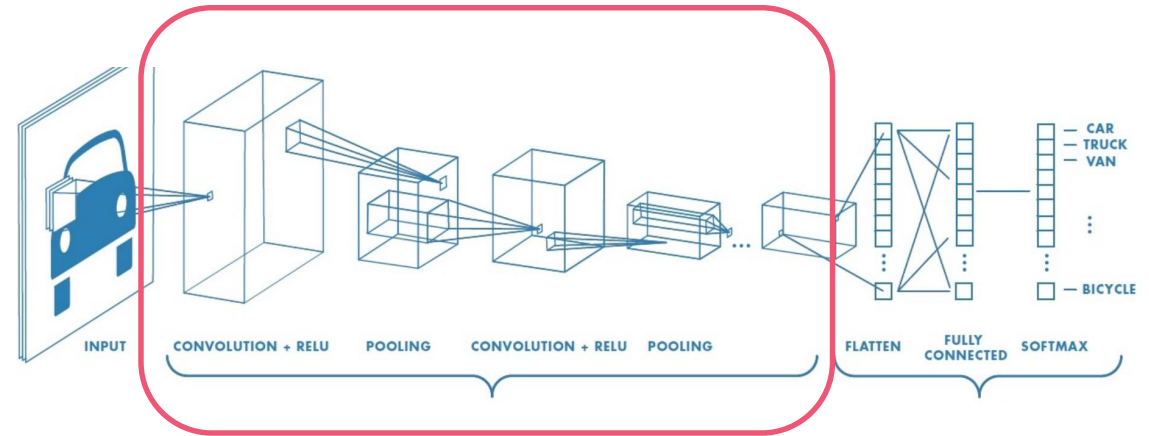 CAR
TRUCK
VAN
BICYCLE
INPUT
CONVOLUTION + RELU
POOLING
CONVOLUTION + RELU
POOLING
FLATTEN
FULLY
CONNECTED
SOFTMAX